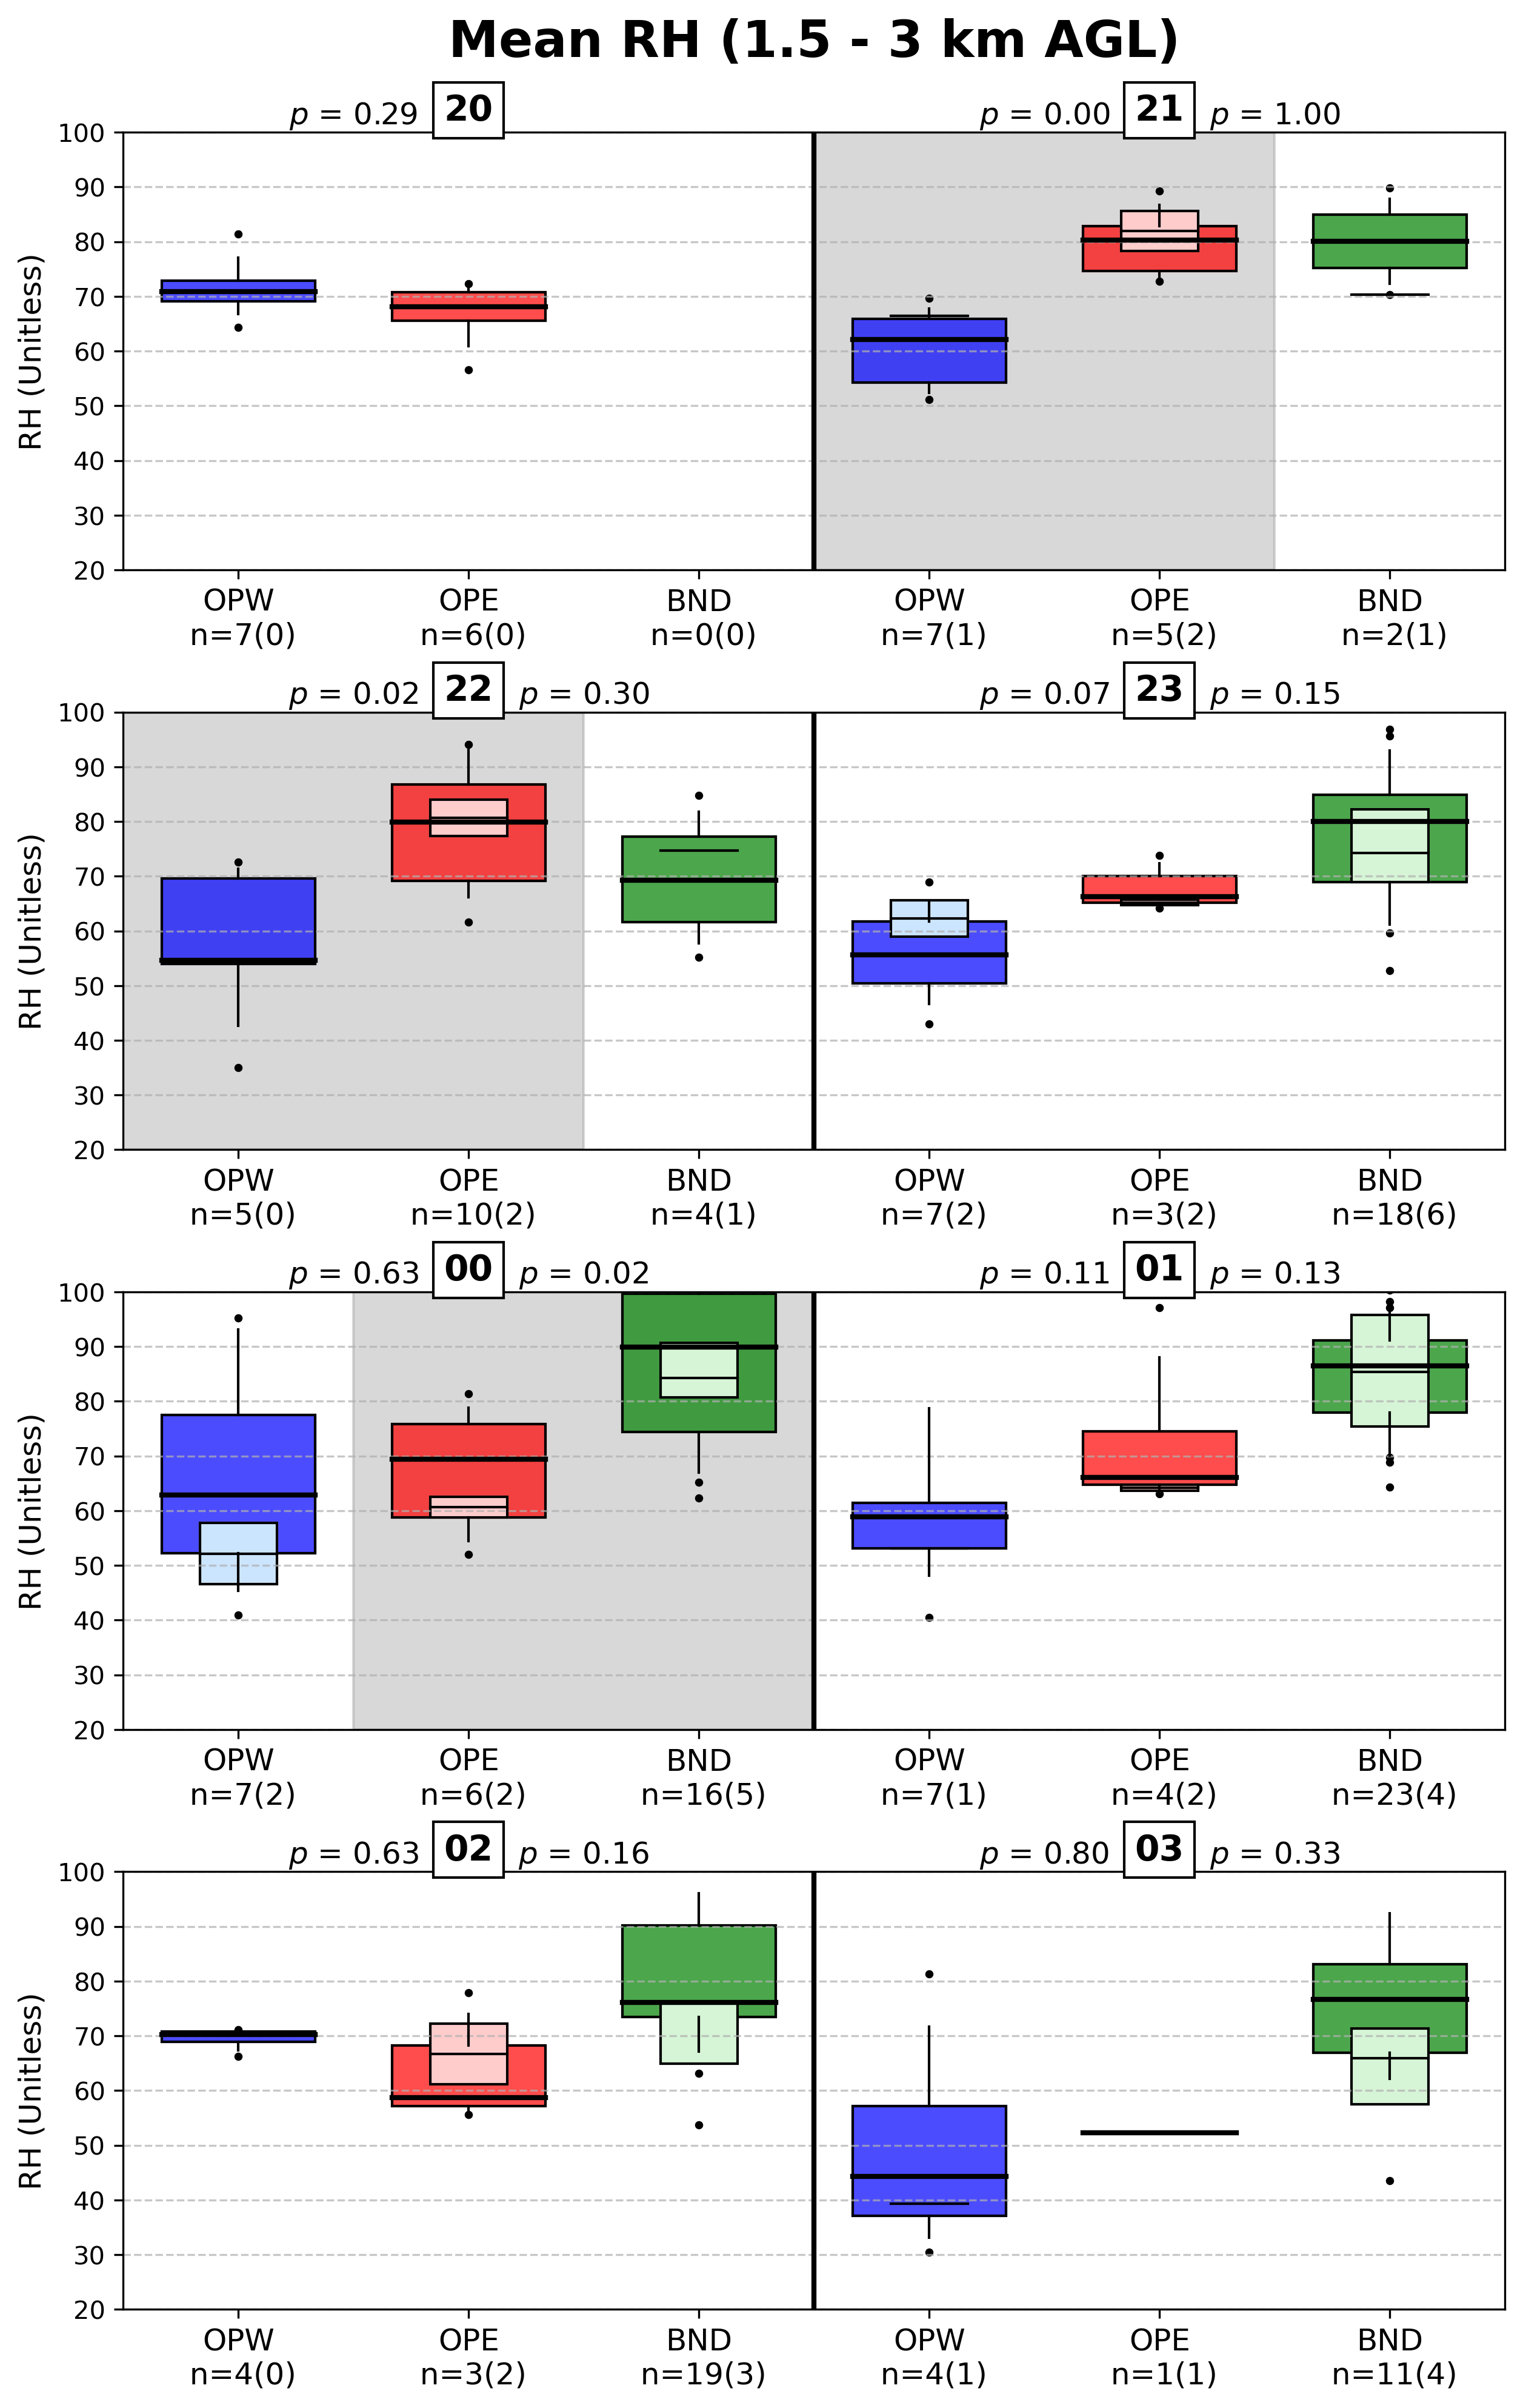 Mean RH (1.5 - 3 km AGL)
p = 0.29 20
p = 0.00 21 p = 1.00
RH (Unitless)
100
90
80
70
60
50
40
30
20
OPW OPE BND OPW OPE BND
n=7(0) n=6(0) n=0(0) n=7(1) n=5(2) n=2(1)
p = 0.02 22 p = 0.30
p = 0.07 23 p = 0.15
RH (Unitless)
100
90
80
70
60
50
40
30
20
OPW OPE BND OPW OPE BND
n=5(0) n=10(2) n=4(1) n=7(2) n=3(2) n=18(6)
p = 0.63 00 p = 0.02
p = 0.11 01 p = 0.13
RH (Unitless)
100
90
80
70
60
50
40
30
20
OPW OPE BND OPW OPE BND
n=7(2) n=6(2) n=16(5) n=7(1) n=4(2) n=23(4)
p = 0.63 02 p = 0.16
p = 0.80 03 p = 0.33
RH (Unitless)
100
90
80
70
60
50
40
30
20
OPW OPE BND OPW OPE BND
n=4(0) n=3(2) n=19(3) n=4(1) n=1(1) n=11(4)